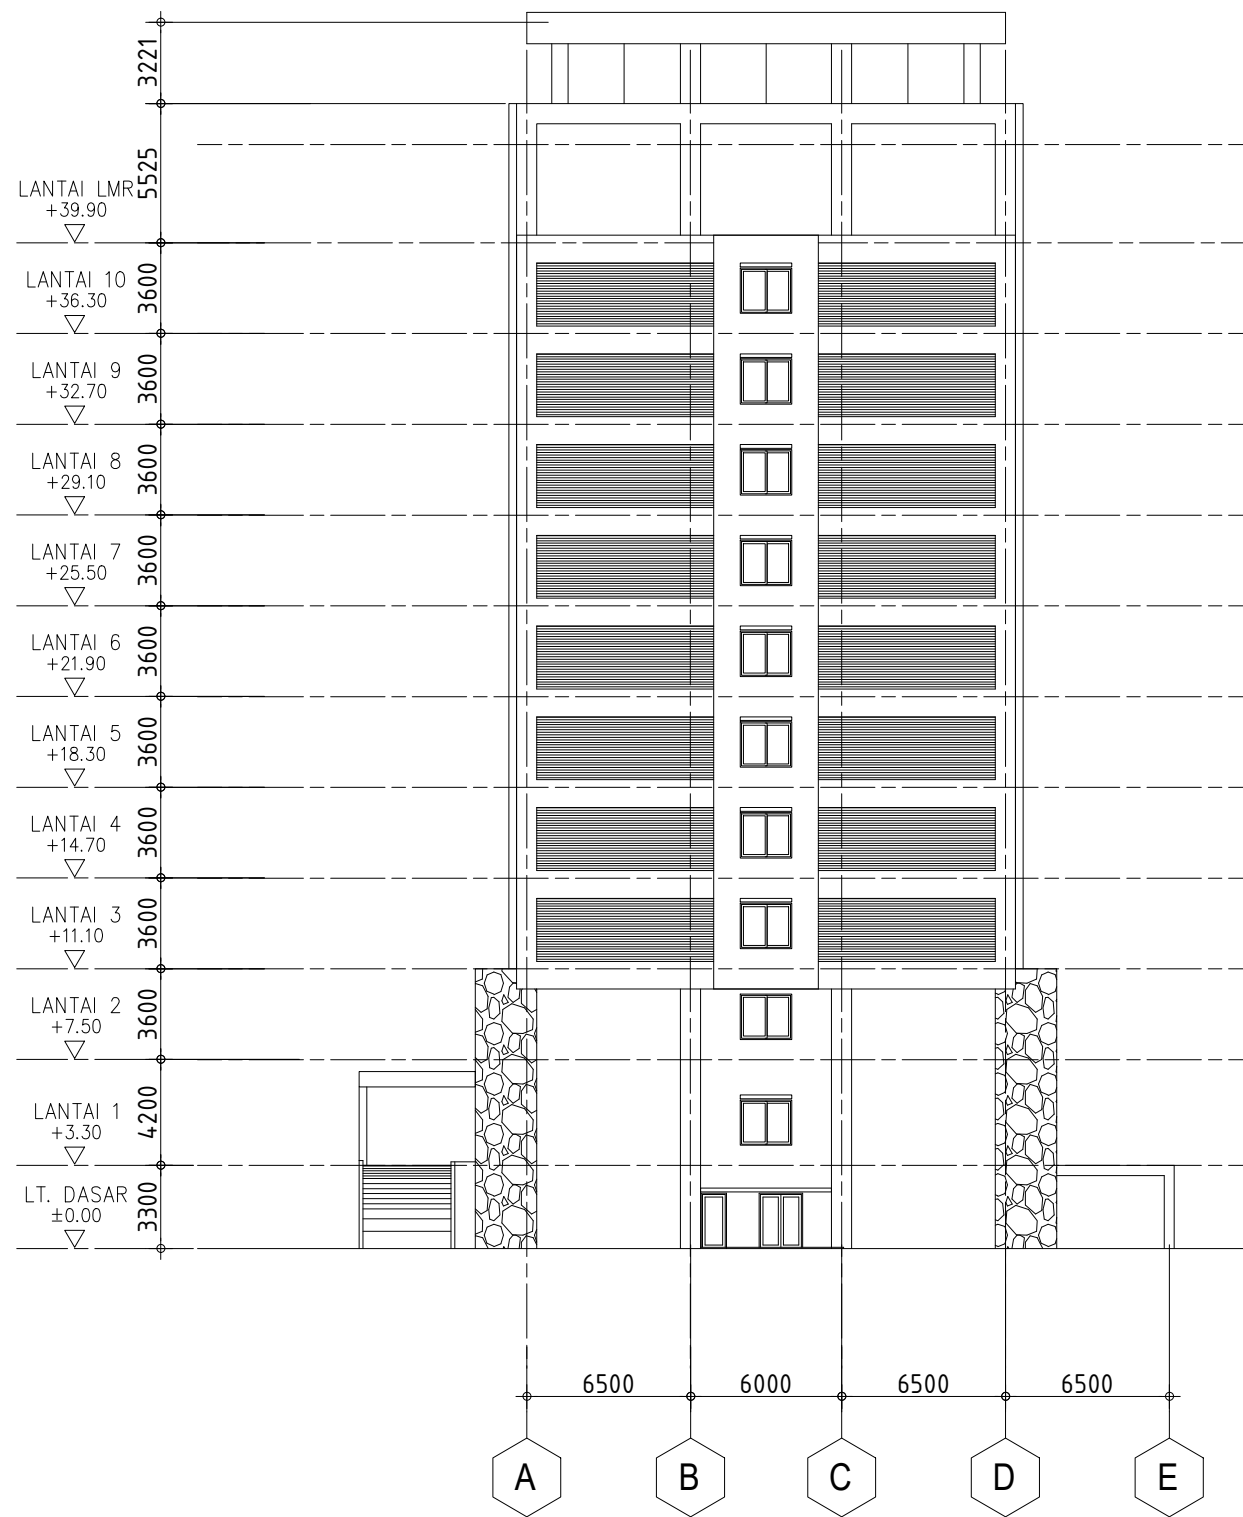 3221
5525
LANTAI LMR
+39.90
3600
LANTAI 10
+36.30
3600
LANTAI 9
+32.70
3600
LANTAI 8
+29.10
3600
LANTAI 7
+25.50
3600
LANTAI 6
+21.90
3600
LANTAI 5
+18.30
3600
LANTAI 4
+14.70
3600
LANTAI 3
+11.10
3600
LANTAI 2
+7.50
4200
LANTAI 1
+3.30
3300
LT. DASAR
±0.00
6500 6000 6500 6500
A B C D E